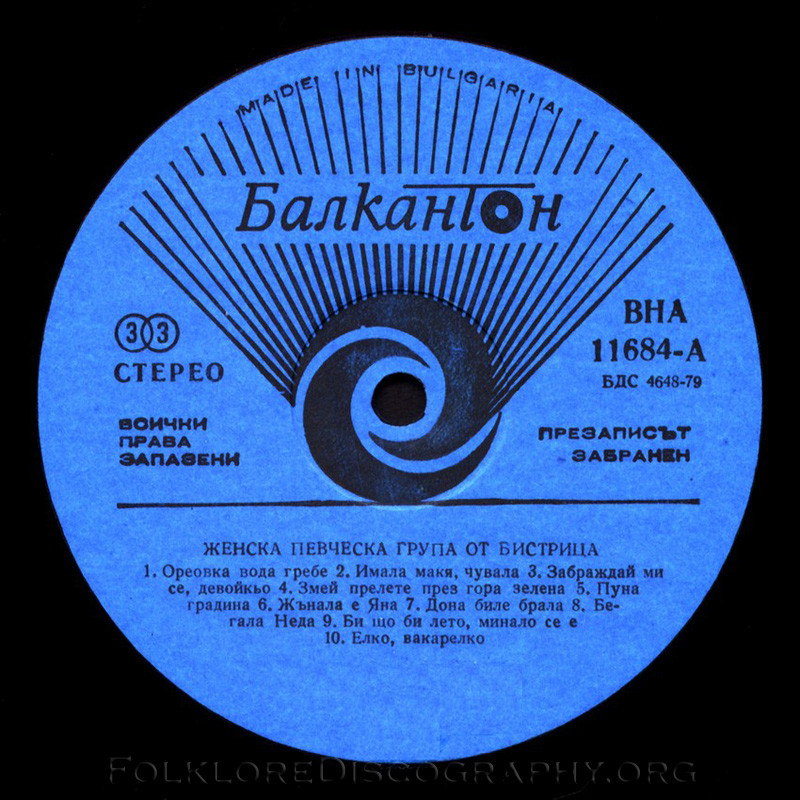 MADE IN BULGARIA
Балкантон
33
СТЕРЕО
ВНА
11684-А
БДС 4648-79
ВСИЧКИ
ПРАВА
ЗАПАЗЕНИ
ПРЕЗАПИСЪТ
ЗАБРАНЕН
ЖЕНСКА ПЕВЧЕСКА ГРУПА ОТ БИСТРИЦА
1. Ореовка вода гребе 2. Имала макя, чувала 3. Забраждай ми
се, девойкьо 4. Змей прелете през гора зелена 5. Пуна
градина 6. Жънала е Яна 7. Дона биле брала 8. Бе-
гала Неда 9. Би що би лето, минало се е
10. Елко, вакарелко
FolkloreDiscography.org